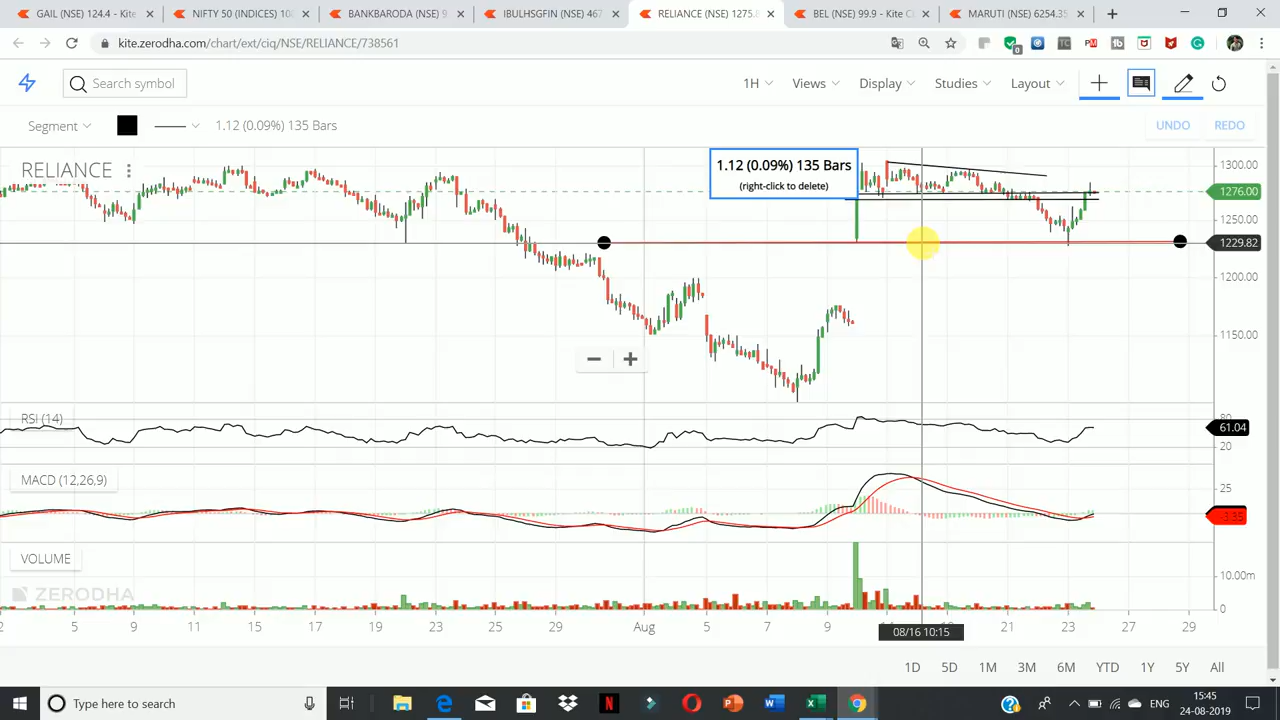 GAIL (NSE) 124.4 - Kite
NIFTY 50 (INDICES) 108
BANKBARODA (NSE) 9
IBULHSGFIN (NSE) 467
RELIANCE (NSE) 1275.
BEL (NSE) 99.9 - Kite C
MARUTI (NSE) 6254.35
kite.zerodha.com/chart/ext/ciq/NSE/RELIANCE/738561
Search symbol
1H
Views
Display
Studies
Layout
Segment
1.12 (0.09%) 135 Bars
UNDO
REDO
RELIANCE
1.12 (0.09%) 135 Bars
(right-click to delete)
1300.00
1276.00
1250.00
1229.82
1200.00
1150.00
RSI (14)
80
61.04
20
MACD (12,26,9)
25
-3.35
VOLUME
10.00m
0
ZERODHA
2 5 9 11 15 17 19 23 25 29 Aug 5 7 9 21 23 27 29
08/16 10:15
1D 5D 1M 3M 6M YTD 1Y 5Y All
Type here to search
ENG
15:45
24-08-2019